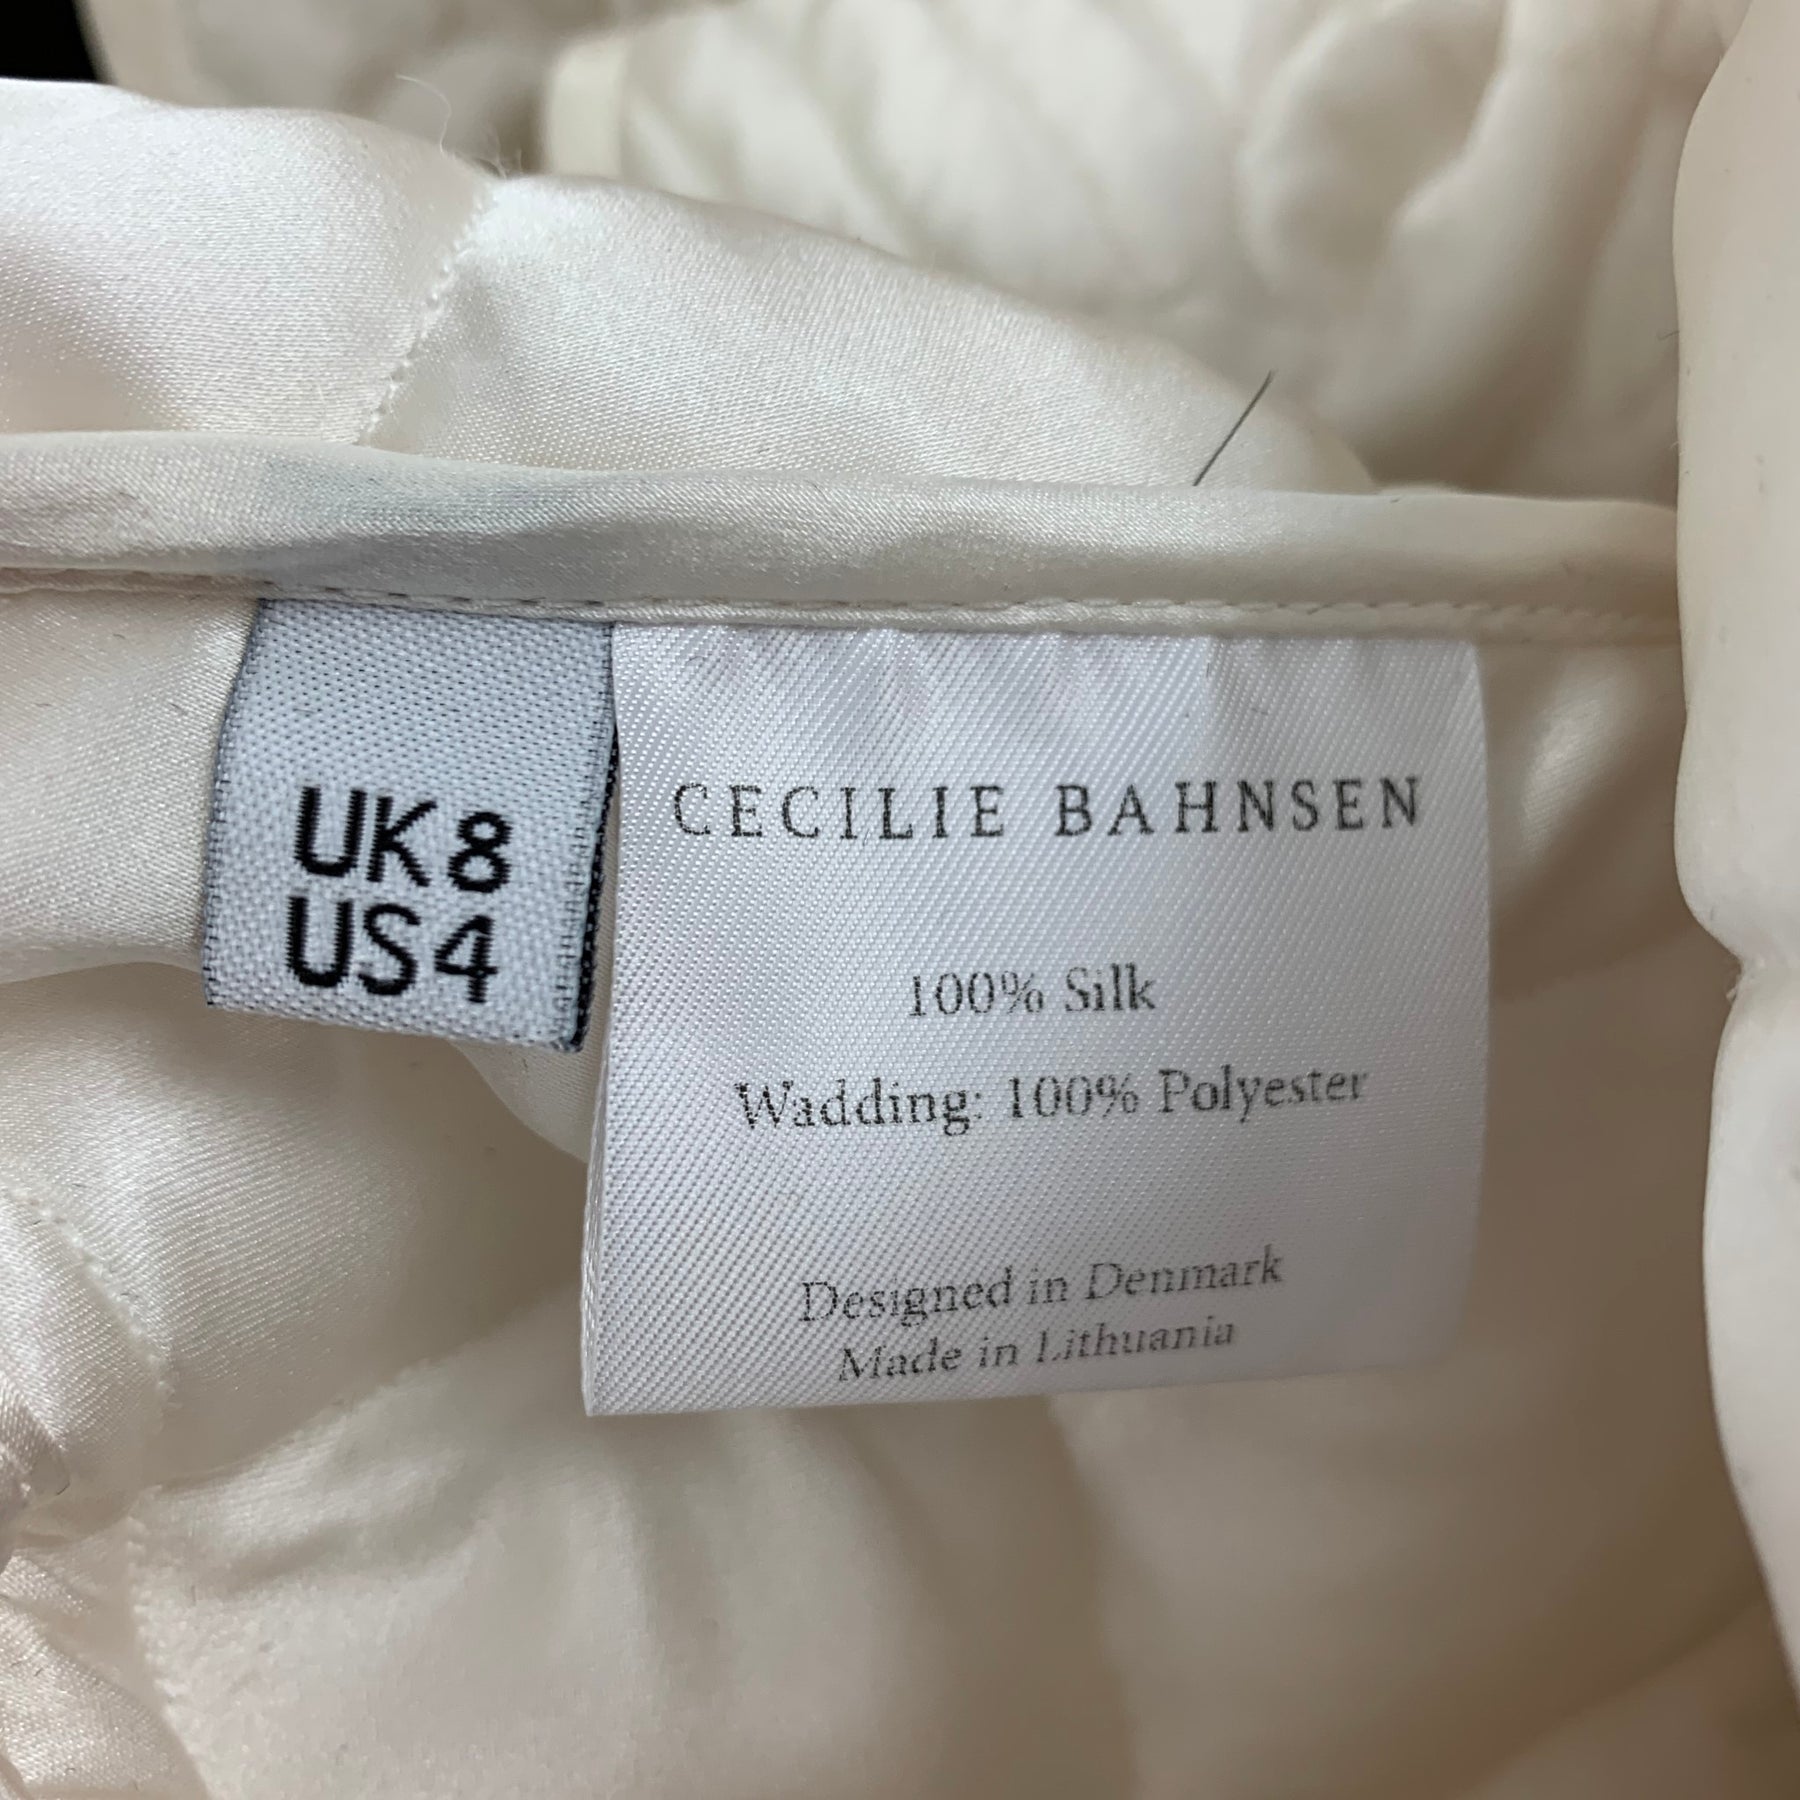 UK8
US4
CECILIE BAHNSEN
100% Silk
Wadding: 100% Polyester
Designed in Denmark
Made in Lithuania